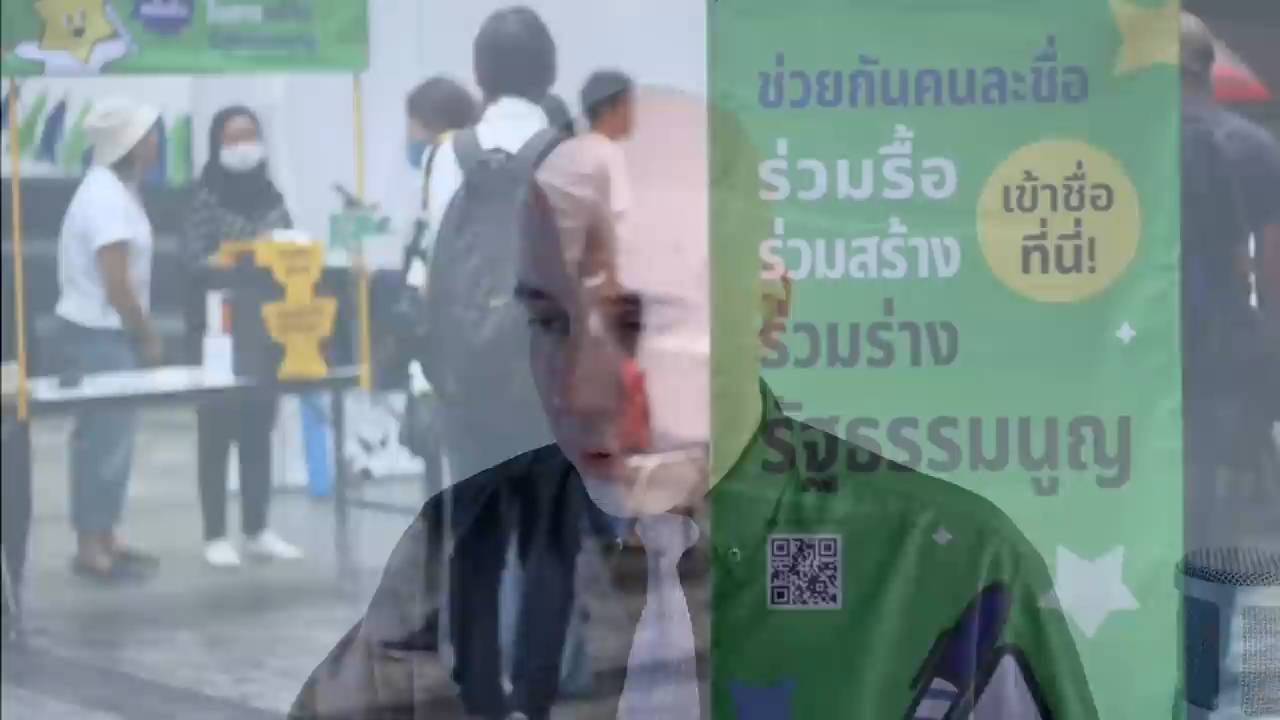 ช่วยกันคนละชื่อ
ร่วมรื้อ
ร่วมสร้าง
ร่วมร่าง
รัฐธรรมนูญ
เข้าชื่อ
ที่นี่!